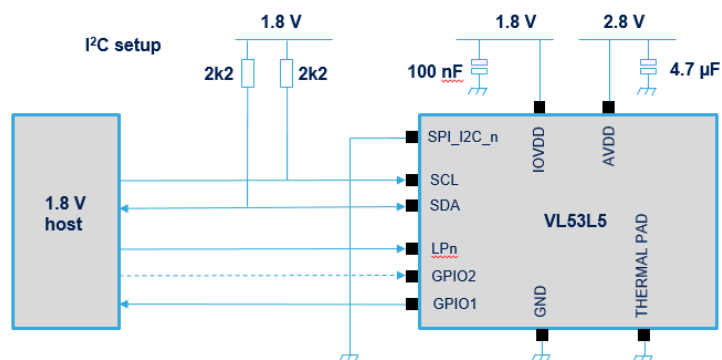 1.8 V
1.8 V
2.8 V
I²C setup
2k2
2k2
100 nF
4.7 µF
SPI_I2C_n
IOVDD
AVDD
SCL
1.8 V
host
SDA
VL53L5
LPn
GPIO2
GPIO1
GND
THERMAL PAD